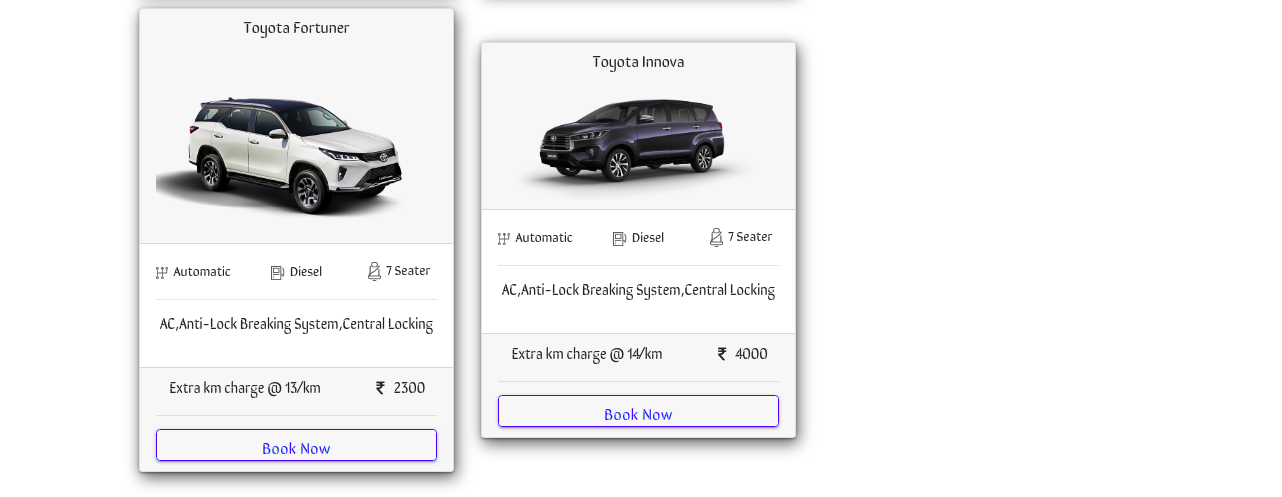 Toyota Fortuner
Automatic
Diesel
7 Seater
AC,Anti-Lock Breaking System,Central Locking
Extra km charge @ 13/km
₹ 2300
Book Now
Toyota Innova
Automatic
Diesel
7 Seater
AC,Anti-Lock Breaking System,Central Locking
Extra km charge @ 14/km
₹ 4000
Book Now